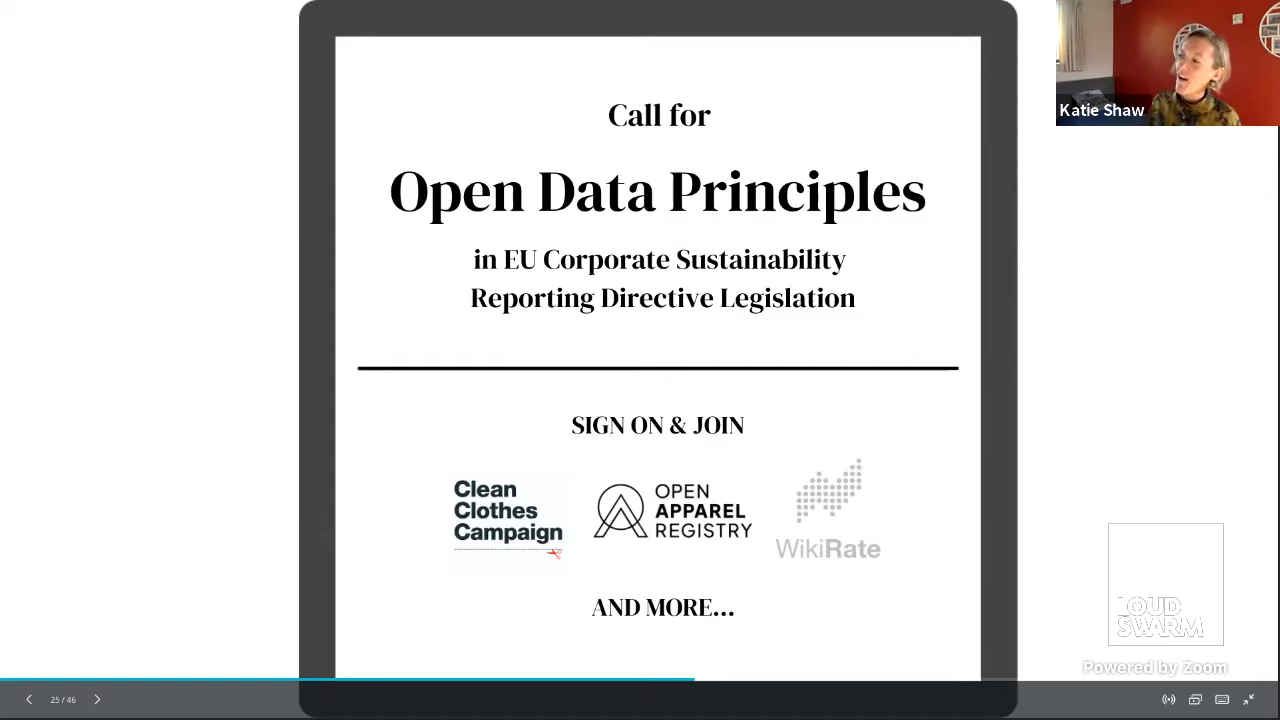 Call for
Open Data Principles
in EU Corporate Sustainability
Reporting Directive Legislation
SIGN ON & JOIN
Clean
Clothes
Campaign
OPEN
APPAREL
REGISTRY
WikiRate
AND MORE...
Katie Shaw
LOUD
SWARM
Powered by Zoom
25 / 46